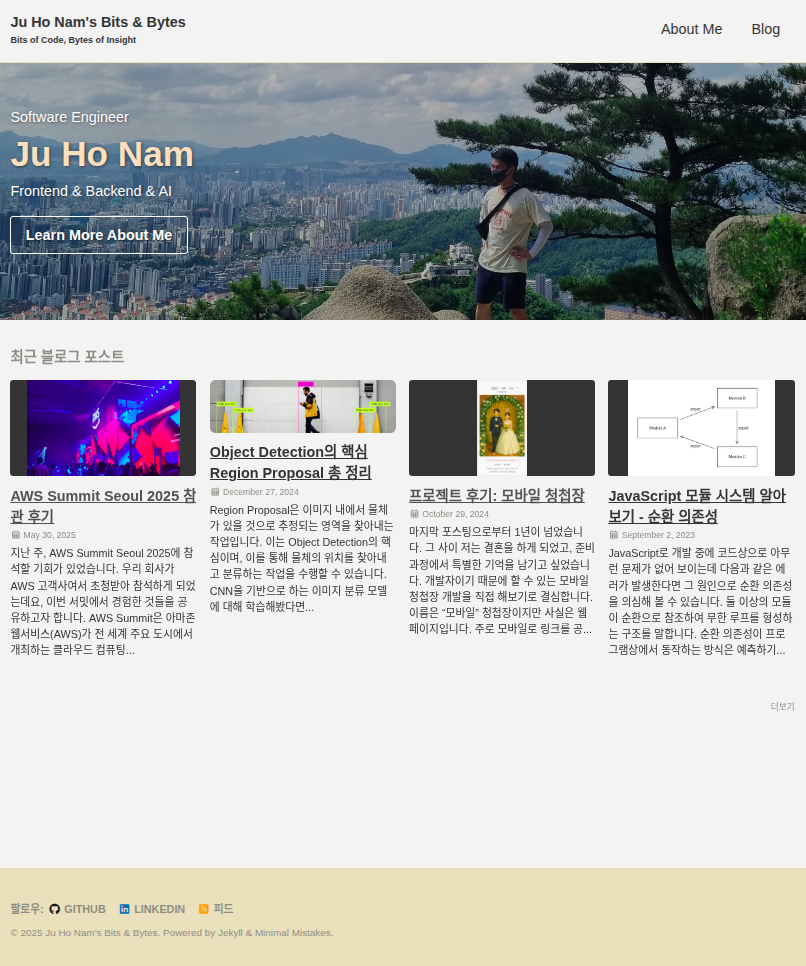 Ju Ho Nam's Bits & Bytes
Bits of Code, Bytes of Insight
About Me
Blog
Software Engineer
Ju Ho Nam
Frontend & Backend & AI
Learn More About Me
최근 블로그 포스트
AWS Summit Seoul 2025 참
관 후기
May 30, 2025
지난 주, AWS Summit Seoul 2025에 참
석할 기회가 있었습니다. 우리 회사가
AWS 고객사여서 초청받아 참석하게 되었
는데요, 이번 서밋에서 경험한 것들을 공
유하고자 합니다. AWS Summit은 아마존
웹서비스(AWS)가 전 세계 주요 도시에서
개최하는 클라우드 컴퓨팅...
Object Detection의 핵심
Region Proposal 총 정리
December 27, 2024
Region Proposal은 이미지 내에서 물체
가 있을 것으로 추정되는 영역을 찾아내는
작업입니다. 이는 Object Detection의 핵
심이며, 이를 통해 물체의 위치를 찾아내
고 분류하는 작업을 수행할 수 있습니다.
CNN을 기반으로 하는 이미지 분류 모델
에 대해 학습해봤다면...
프로젝트 후기: 모바일 청첩장
October 29, 2024
마지막 포스팅으로부터 1년이 넘었습니
다. 그 사이 저는 결혼을 하게 되었고, 준비
과정에서 특별한 기억을 남기고 싶었습니
다. 개발자이기 때문에 할 수 있는 모바일
청첩장 개발을 직접 해보기로 결심합니다.
이름은 “모바일” 청첩장이지만 사실은 웹
페이지입니다. 주로 모바일로 링크를 공...
Module A
Module B
Module C
import
import
import
JavaScript 모듈 시스템 알아
보기 - 순환 의존성
September 2, 2023
JavaScript로 개발 중에 코드상으로 아무
런 문제가 없어 보이는데 다음과 같은 에
러가 발생한다면 그 원인으로 순환 의존성
을 의심해 볼 수 있습니다. 둘 이상의 모듈
이 순환으로 참조하여 무한 루프를 형성하
는 구조를 말합니다. 순환 의존성이 프로
그램상에서 동작하는 방식은 예측하기...
더보기
팔로우:
GITHUB
LINKEDIN
피드
© 2025 Ju Ho Nam's Bits & Bytes. Powered by Jekyll & Minimal Mistakes.